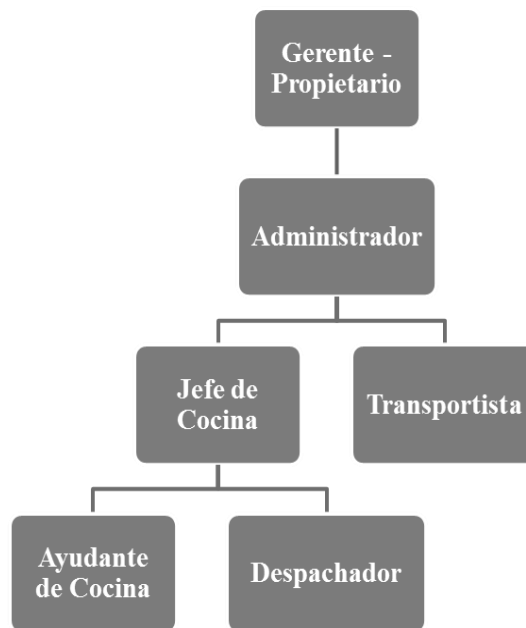 Gerente -
Propietario
Administrador
Jefe de
Cocina
Transportista
Ayudante
de Cocina
Despachador